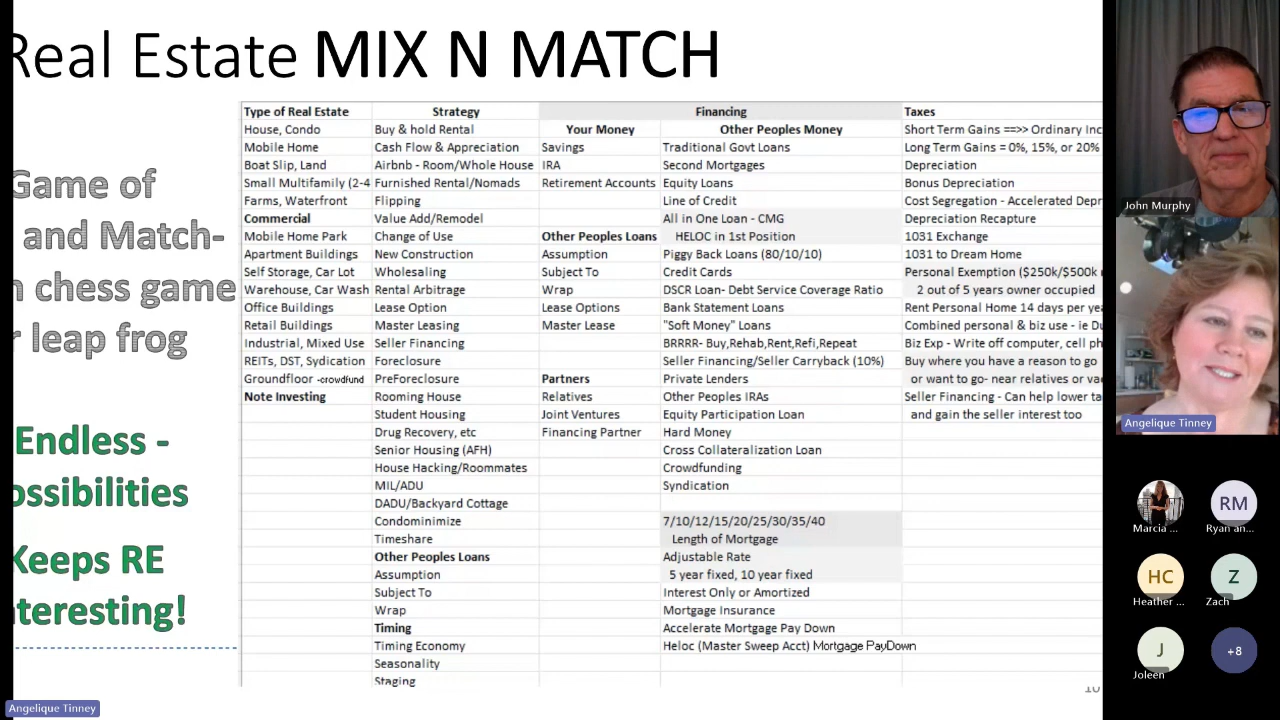 Real Estate MIX N MATCH
Game of
and Match-
chess game
leap frog
Endless -
ossibilities
Keeps RE
nteresting!
Type of Real Estate
House, Condo
Mobile Home
Boat Slip, Land
Small Multifamily (2-4
Farms, Waterfront
Commercial
Mobile Home Park
Apartment Buildings
Self Storage, Car Lot
Warehouse, Car Wash
Office Buildings
Retail Buildings
Industrial, Mixed Use
REITs, DST, Sydication
Groundfloor -crowdfund
Note Investing
Strategy
Buy & hold Rental
Cash Flow & Appreciation
Airbnb - Room/Whole House
Furnished Rental/Nomads
Flipping
Value Add/Remodel
Change of Use
New Construction
Wholesaling
Rental Arbitrage
Lease Option
Master Leasing
Seller Financing
Foreclosure
PreForeclosure
Rooming House
Student Housing
Drug Recovery, etc
Senior Housing (AFH)
House Hacking/Roommates
MIL/ADU
DADU/Backyard Cottage
Condominimize
Timeshare
Other Peoples Loans
Assumption
Subject To
Wrap
Timing
Timing Economy
Seasonality
Staging
Financing
Your Money
Savings
IRA
Retirement Accounts
Other Peoples Loans
Assumption
Subject To
Wrap
Lease Options
Master Lease
Partners
Relatives
Joint Ventures
Financing Partner
Other Peoples Money
Traditional Govt Loans
Second Mortgages
Equity Loans
Line of Credit
All in One Loan - CMG
HELOC in 1st Position
Piggy Back Loans (80/10/10)
Credit Cards
DSCR Loan- Debt Service Coverage Ratio
Bank Statement Loans
"Soft Money" Loans
BRRRR- Buy,Rehab,Rent,Refi,Repeat
Seller Financing/Seller Carryback (10%)
Private Lenders
Other Peoples IRAs
Equity Participation Loan
Hard Money
Cross Collateralization Loan
Crowdfunding
Syndication
7/10/12/15/20/25/30/35/40
Length of Mortgage
Adjustable Rate
5 year fixed, 10 year fixed
Interest Only or Amortized
Mortgage Insurance
Accelerate Mortgage Pay Down
Heloc (Master Sweep Acct) Mortgage PayDown
Taxes
Short Term Gains ==>> Ordinary Inc
Long Term Gains = 0%, 15%, or 20%
Depreciation
Bonus Depreciation
Cost Segregation - Accelerated Depr
Depreciation Recapture
1031 Exchange
1031 to Dream Home
Personal Exemption ($250k/$500k
2 out of 5 years owner occupied
Rent Personal Home 14 days per yea
Combined personal & biz use - ie Du
Biz Exp - Write off computer, cell ph
Buy where you have a reason to go
or want to go- near relatives or vac
Seller Financing - Can help lower ta
and gain the seller interest too
10
John Murphy
Angelique Tinney
Marcia ...
RM
Ryan an...
HC
Heather ...
Z
Zach
J
Joleen
+8
Angelique Tinney